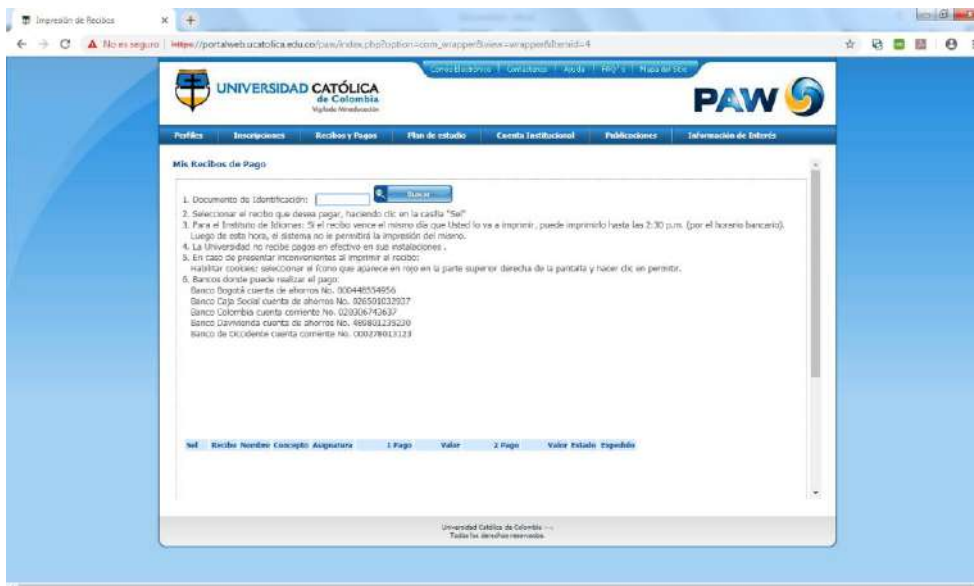 Impresión de Recibos
No es seguro | https://portalweb.ucatolica.edu.co/paw/index.php?option=com_wrapper&view=wrapper&Itemid=4
Correo Electrónico | Contáctenos | Ayuda | FAQ's | Mapa del Sitio
UNIVERSIDAD CATÓLICA
de Colombia
Vigilada Mineducación
PAW
Perfiles Inscripciones Recibos y Pagos Plan de estudio Cuenta Institucional Publicaciones Información de Interés
Mis Recibos de Pago
1. Documento de Identificación: Buscar
2. Seleccionar el recibo que desea pagar, haciendo clic en la casilla "Sel"
3. Para el Instituto de Idiomas: Si el recibo vence el mismo día que Usted lo va a imprimir, puede imprimirlo hasta las 2:30 p.m. (por el horario bancario).
Luego de esta hora, el sistema no le permitirá la impresión del mismo.
4. La Universidad no recibe pagos en efectivo en sus instalaciones .
5. En caso de presentar inconvenientes al imprimir el recibo:
Habilitar cookies: seleccionar el ícono que aparece en rojo en la parte superior derecha de la pantalla y hacer clic en permitir.
6. Bancos donde puede realizar el pago:
Banco Bogotá cuenta de ahorros No. 000448554956
Banco Caja Social cuenta de ahorros No. 026501032937
Banco Colombia cuenta corriente No. 020306743637
Banco Davivienda cuenta de ahorros No.
Banco de Occidente cuenta corriente No. 000278013123
Sel Recibo Nombre Concepto Asignatura 1 Pago Valor 2 Pago Valor Estado Expedido
Universidad Católica de Colombia
Todos los derechos reservados.